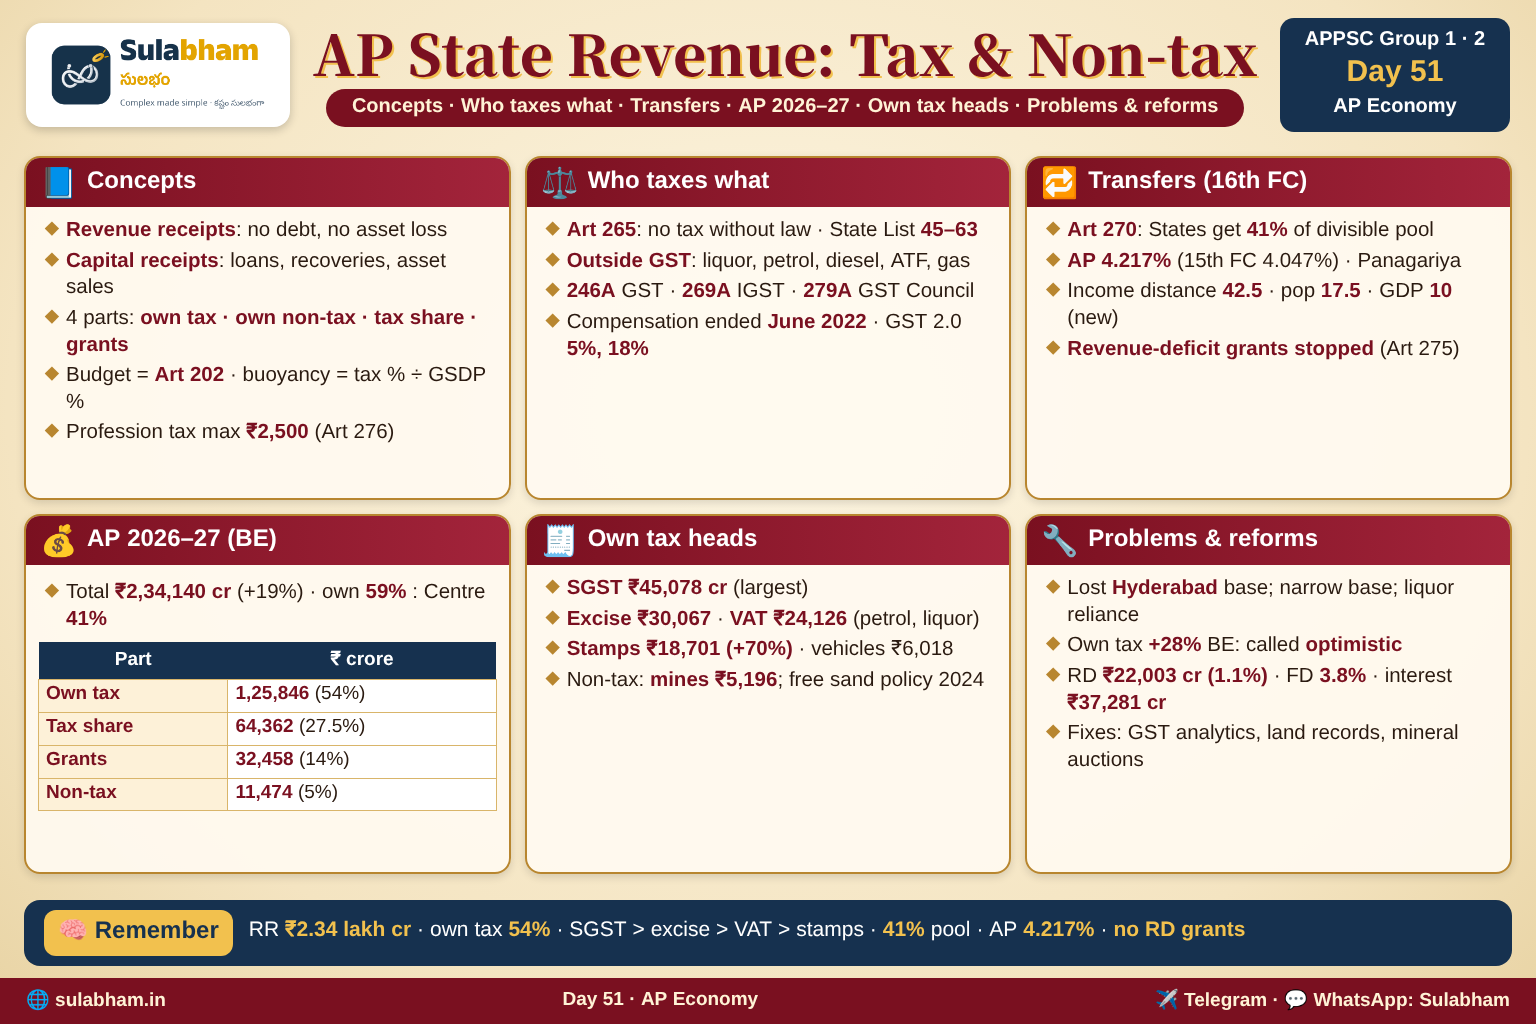 Sulabham
సులభం
Complex made simple · కష్టం సులభంగా
AP State Revenue: Tax & Non-tax
Concepts · Who taxes what · Transfers · AP 2026–27 · Own tax heads · Problems & reforms
APPSC Group 1 · 2
Day 51
AP Economy
Concepts
Revenue receipts: no debt, no asset loss
Capital receipts: loans, recoveries, asset
sales
4 parts: own tax · own non-tax · tax share ·
grants
Budget = Art 202 · buoyancy = tax % ÷ GSDP
%
Profession tax max ₹2,500 (Art 276)
Who taxes what
Art 265: no tax without law · State List 45–63
Outside GST: liquor, petrol, diesel, ATF, gas
246A GST · 269A IGST · 279A GST Council
Compensation ended June 2022 · GST 2.0
5%, 18%
Transfers (16th FC)
Art 270: States get 41% of divisible pool
AP 4.217% (15th FC 4.047%) · Panagariya
Income distance 42.5 · pop 17.5 · GDP 10
(new)
Revenue-deficit grants stopped (Art 275)
AP 2026–27 (BE)
Total ₹2,34,140 cr (+19%) · own 59% : Centre
41%
Part ₹ crore
Own tax 1,25,846 (54%)
Tax share 64,362 (27.5%)
Grants 32,458 (14%)
Non-tax 11,474 (5%)
Own tax heads
SGST ₹45,078 cr (largest)
Excise ₹30,067 · VAT ₹24,126 (petrol, liquor)
Stamps ₹18,701 (+70%) · vehicles ₹6,018
Non-tax: mines ₹5,196; free sand policy 2024
Problems & reforms
Lost Hyderabad base; narrow base; liquor
reliance
Own tax +28% BE: called optimistic
RD ₹22,003 cr (1.1%) · FD 3.8% · interest
₹37,281 cr
Fixes: GST analytics, land records, mineral
auctions
Remember RR ₹2.34 lakh cr · own tax 54% · SGST > excise > VAT > stamps · 41% pool · AP 4.217% · no RD grants
sulabham.in
Day 51 · AP Economy
Telegram · WhatsApp: Sulabham